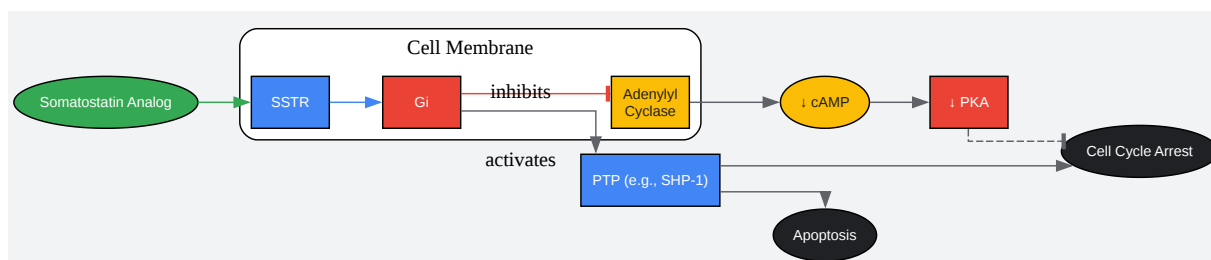 Cell Membrane
Somatostatin Analog
SSTR
Gi
inhibits
Adenylyl
Cyclase
↓ cAMP
↓ PKA
activates
PTP (e.g., SHP-1)
Cell Cycle Arrest
Apoptosis